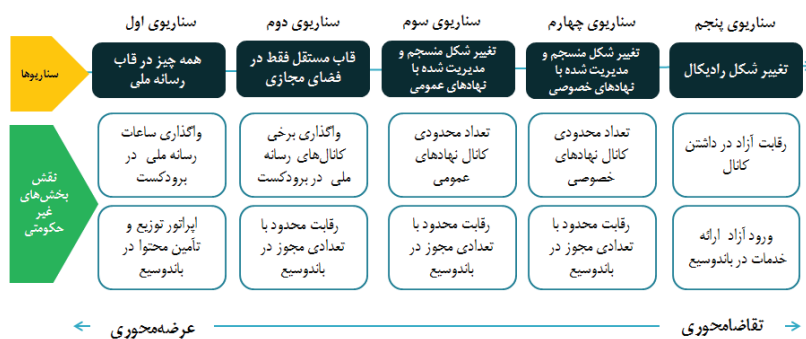 سناریوی اول
سناریوی دوم
سناریوی سوم
سناریوی چهارم
سناریوی پنجم
سناریوها
همه چیز در قاب
رسانه ملی
قاب مستقل فقط در
فضای مجازی
تغییر شکل منسجم و
مدیریت شده با
نهادهای عمومی
تغییر شکل منسجم و
مدیریت شده با
نهادهای خصوصی
تغییر شکل رادیکال
نقش
بخش‌های
غیر
حکومتی
واگذاری ساعات
رسانه ملی در
برودکست
واگذاری برخی
کانال‌های رسانه
ملی در برودکست
تعداد محدودی
کانال نهادهای
عمومی
تعداد محدودی
کانال نهادهای
خصوصی
رقابت آزاد در داشتن
کانال
اپراتور توزیع و
تأمین محتوا در
باندوسیع
رقابت محدود با
تعدادی مجوز در
باندوسیع
رقابت محدود با
تعدادی مجوز در
باندوسیع
رقابت محدود با
تعدادی مجوز در
باندوسیع
ورود آزاد ارائه
خدمات در باندوسیع
عرضه‌محوری
تقاضامحوری